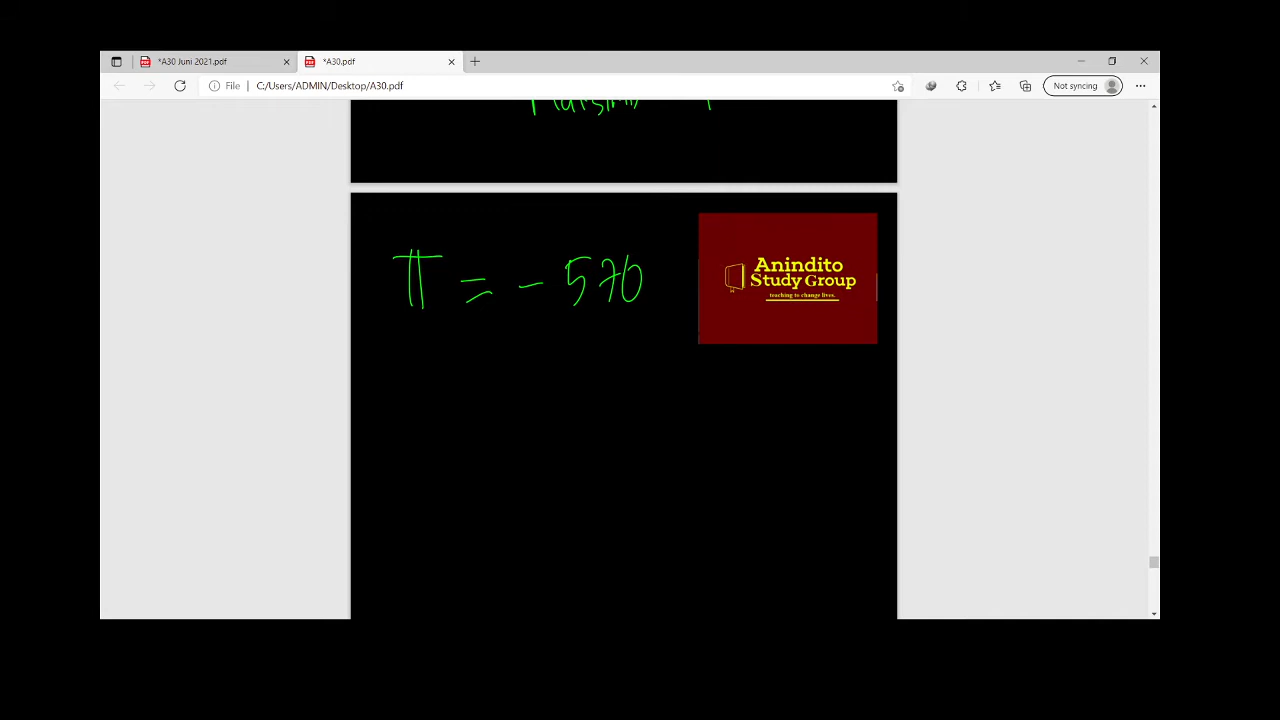 *A30 Juni 2021.pdf
*A30.pdf
File C:/Users/ADMIN/Desktop/A30.pdf
Not syncing
π = - 570
Anindito
Study Group
teaching to change lives.